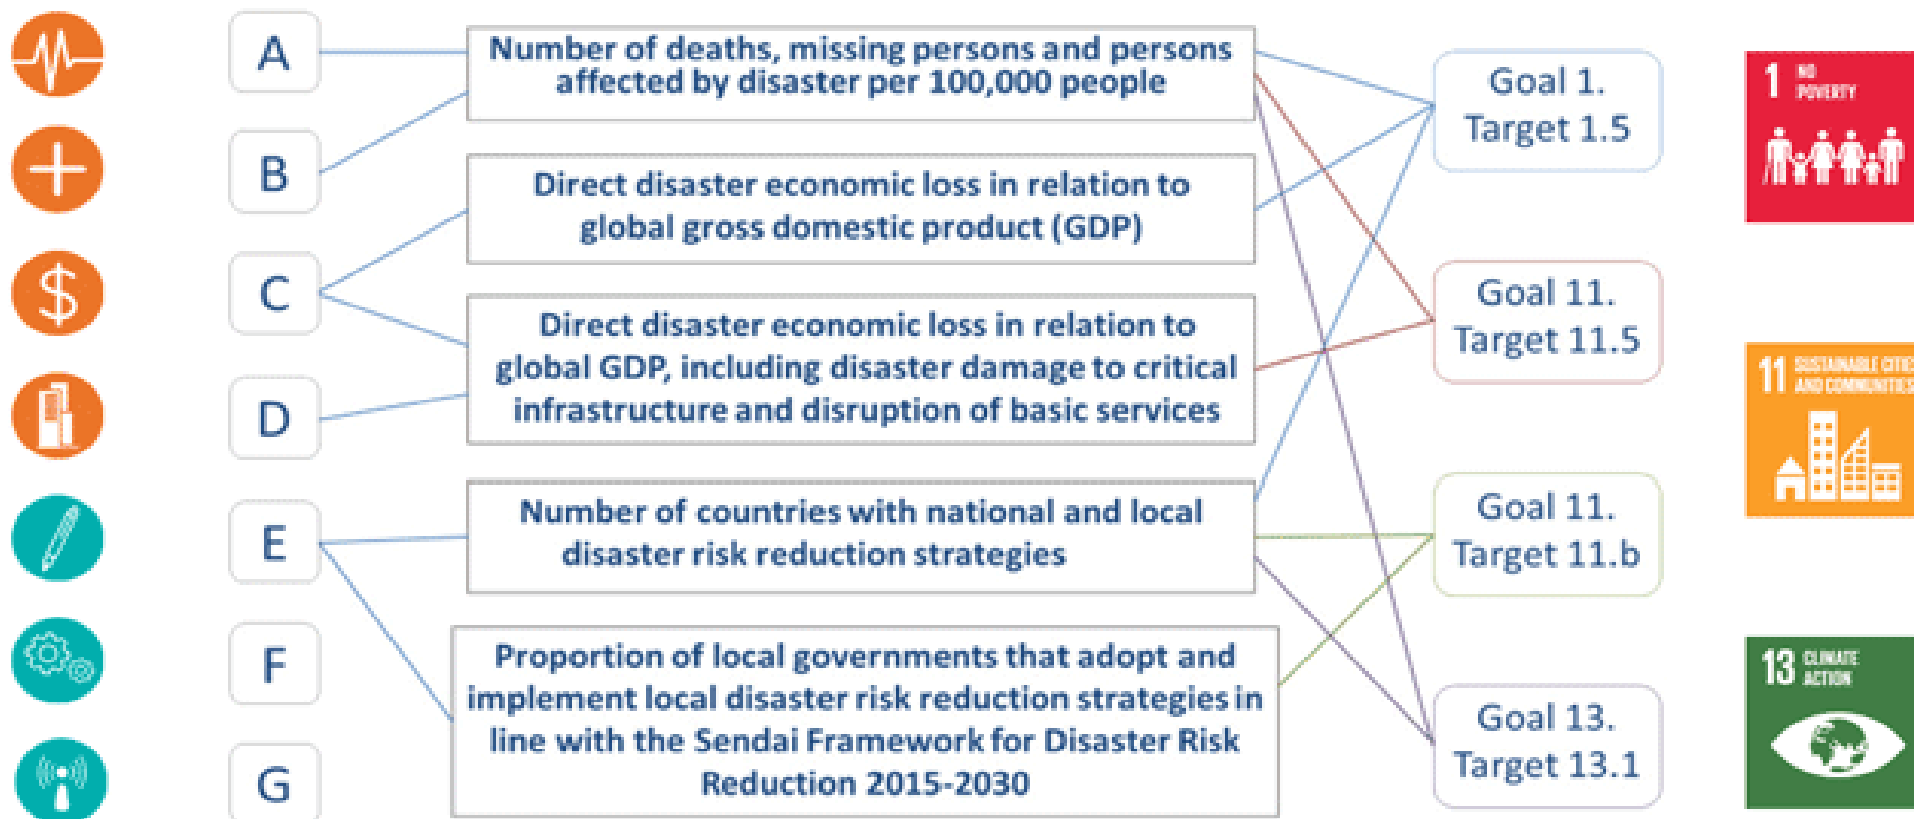 A
B
C
D
E
F
G
Number of deaths, missing persons and persons
affected by disaster per 100,000 people
Direct disaster economic loss in relation to
global gross domestic product (GDP)
Direct disaster economic loss in relation to
global GDP, including disaster damage to critical
infrastructure and disruption of basic services
Number of countries with national and local
disaster risk reduction strategies
Proportion of local governments that adopt and
implement local disaster risk reduction strategies in
line with the Sendai Framework for Disaster Risk
Reduction 2015-2030
Goal 1.
Target 1.5
Goal 11.
Target 11.5
Goal 11.
Target 11.b
Goal 13.
Target 13.1
1 NO
POVERTY
11 SUSTAINABLE CITIES
AND COMMUNITIES
13 CLIMATE
ACTION